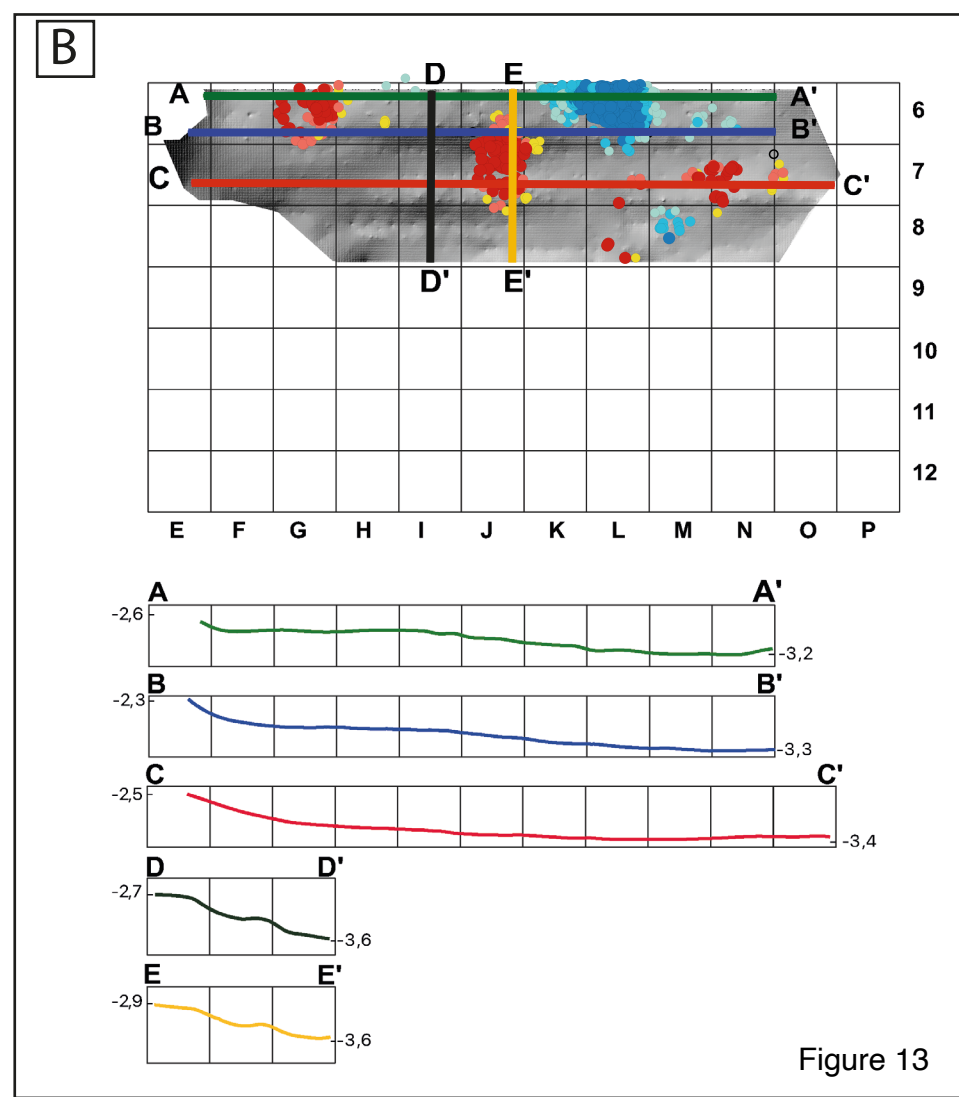 B
D E
A A' 6
B B'
C C' 7
8
D' E'
9
10
11
12
E F G H I J K L M N O P
A A'
-2,6
-3,2
B B'
-2,3
-3,3
C C'
-2,5
-3,4
D D'
-2,7
-3,6
E E'
-2,9
-3,6
Figure 13